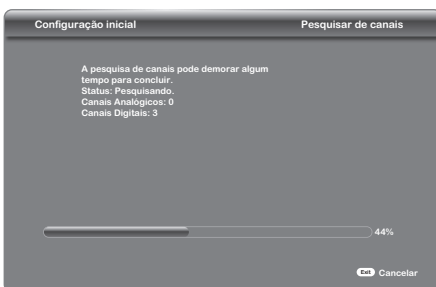 Configuração inicial Pesquisar de canais
A pesquisa de canais pode demorar algum
tempo para concluir.
Status: Pesquisando.
Canais Analógicos: 0
Canais Digitais: 3
44%
Exit Cancelar